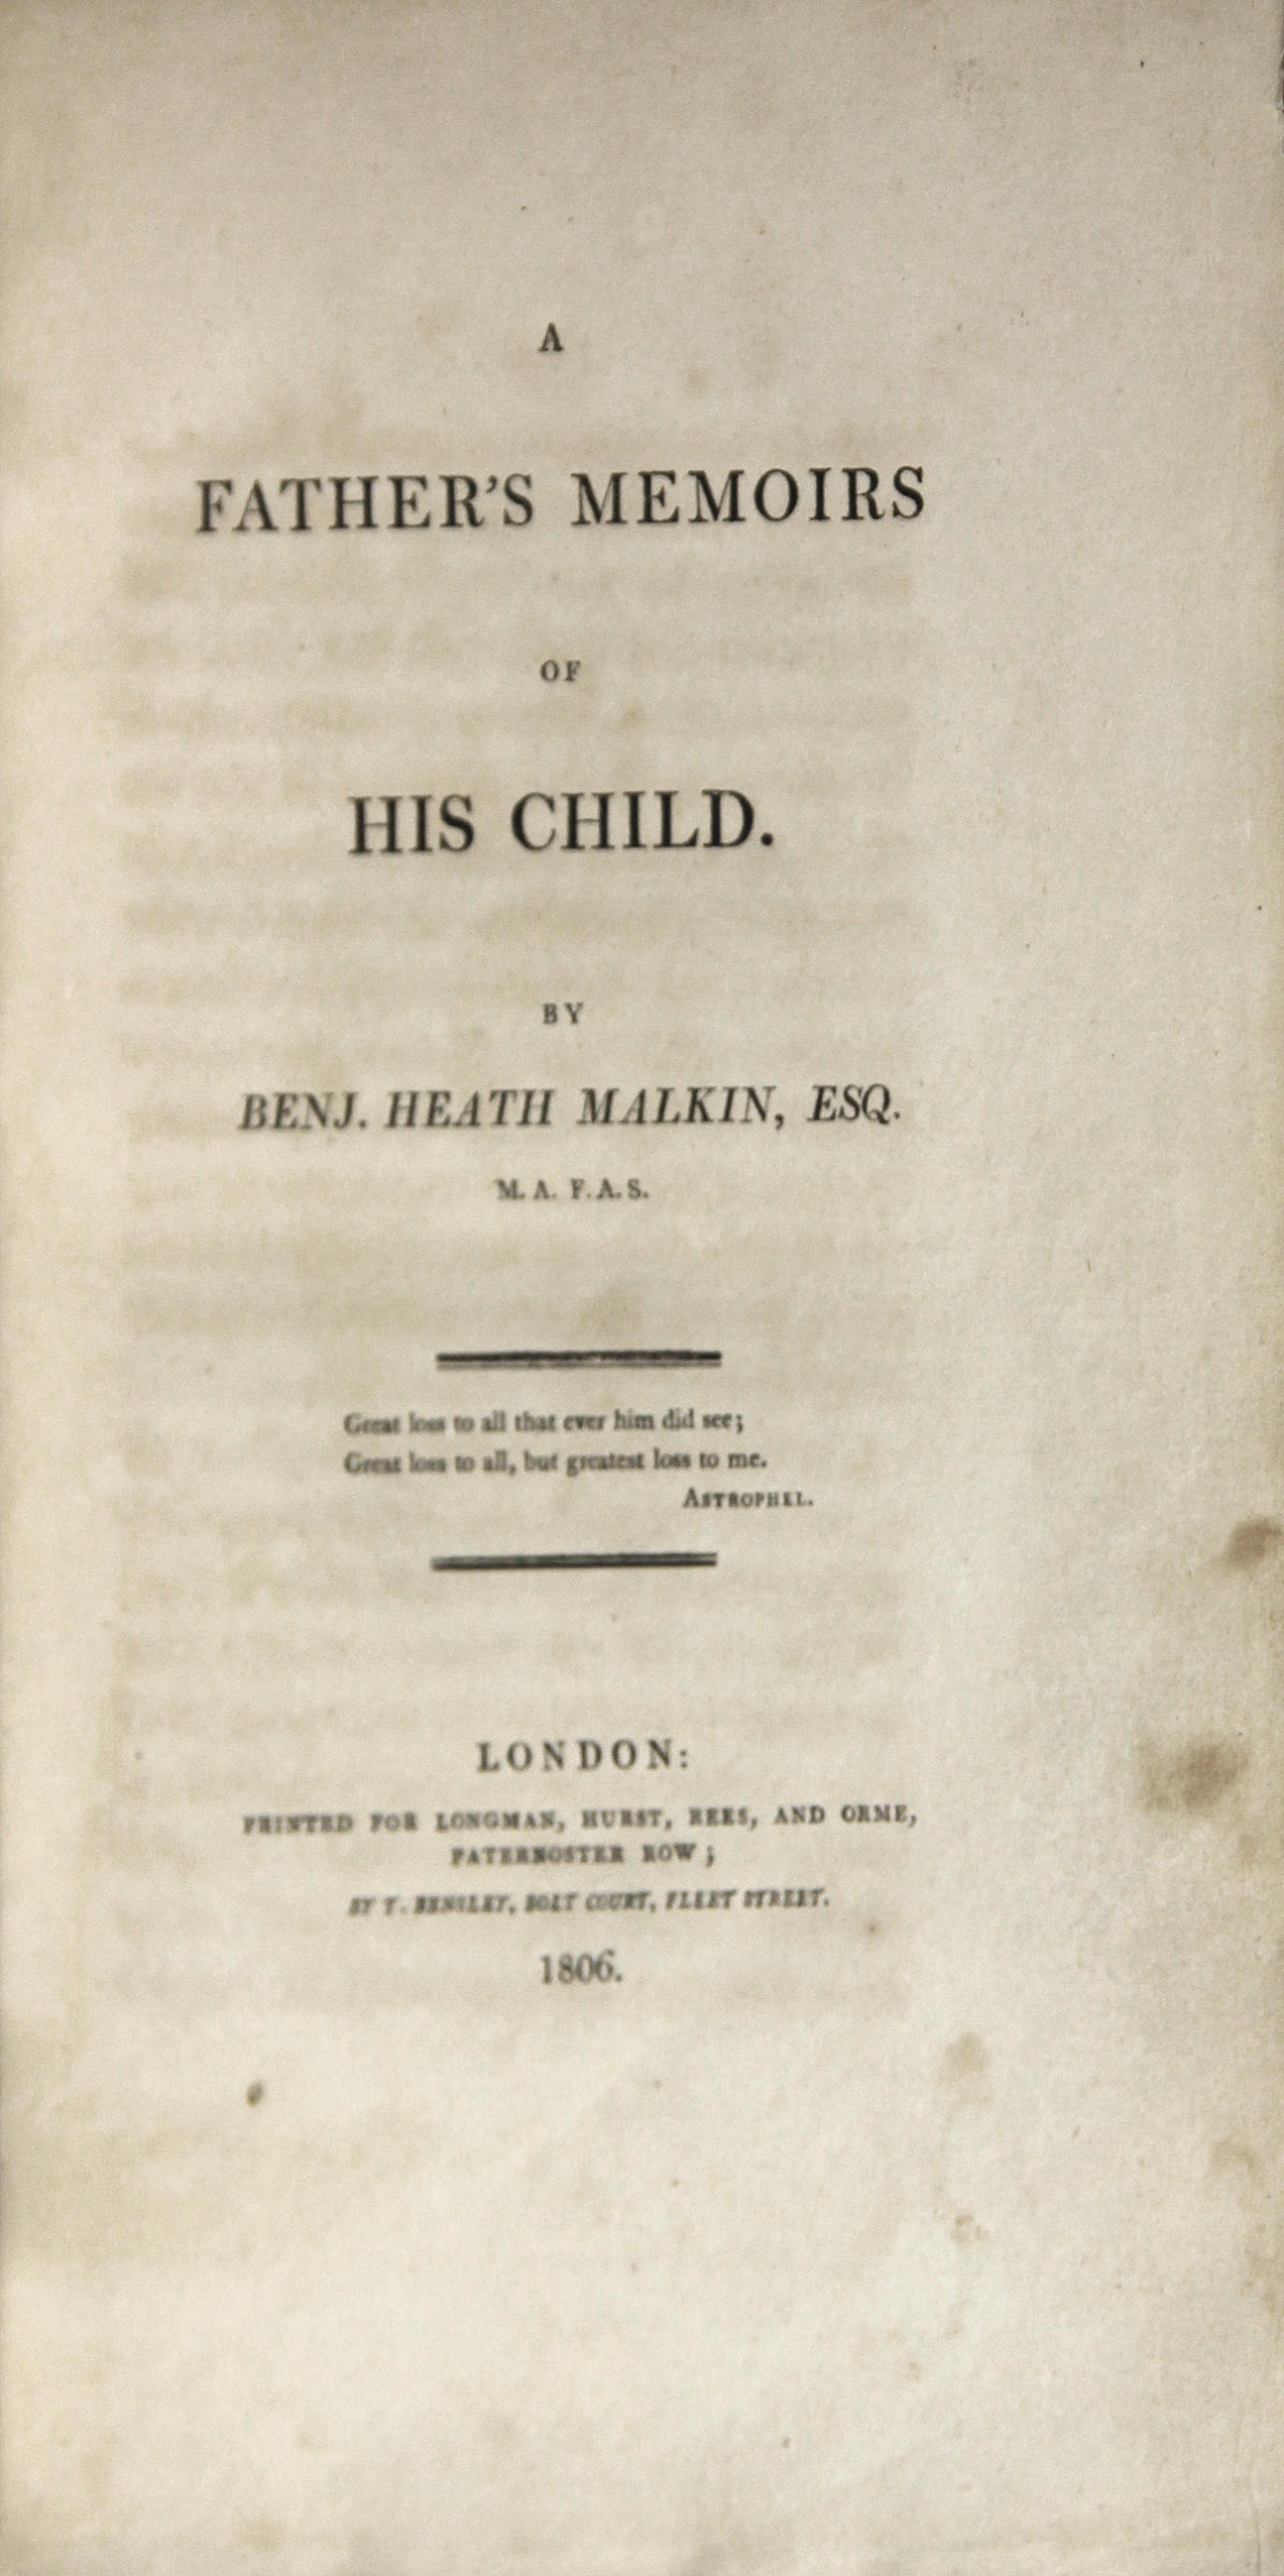 A
FATHER'S MEMOIRS
OF
HIS CHILD.
BY
BENJ. HEATH MALKIN, ESQ.
M. A. F. A. S.
Great loss to all that ever him did see;
Great loss to all, but greatest loss to me.
ASTROPHEL.
LONDON:
PRINTED FOR LONGMAN, HURST, REES, AND ORME,
PATERNOSTER ROW;
BY T. BENSLEY, BOLT COURT, FLEET STREET.
1806.